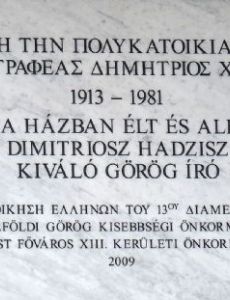 Η ΤΗΝ ΠΟΛΥΚΑΤΟΙΚΙΑ
ΓΡΑΦΕΑΣ ΔΗΜΗΤΡΙΟΣ Χ
1913 – 1981
A HÁZBAN ÉLT ÉS AL
DIMITRIOSZ HADZISZ
KIVÁLÓ GÖRÖG ÍRÓ
ΟΙΚΗΣΗ ΕΛΛΗΝΩΝ ΤΟΥ 13ΟΥ ΔΙΑΜΕ
FÖLDI GÖRÖG KISEBBSÉGI ÖNKORM
ST FŐVÁROS XIII. KERÜLETI ÖNKOR
2009